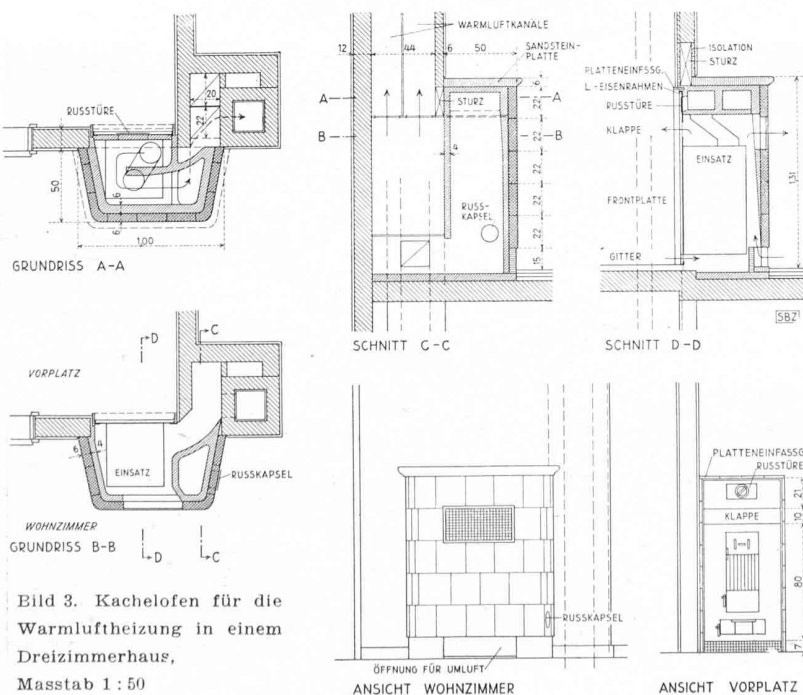 RUSSTÜRE
20
22
50
6
6
1.00
GRUNDRISS A-A
WARMLUFTKANÄLE
12
44
6
50
SANDSTEIN-
PLATTE
6
A
A
STURZ
22
B
B
22
4
22
RUSS-
KAPSEL
22
22
15
SCHNITT C-C
ISOLATION
STURZ
PLATTENEINFSSG.
L-EISENRAHMEN
RUSSTÜRE
KLAPPE
EINSATZ
FRONTPLATTE
1,31
GITTER
SBZ
SCHNITT D-D
D
C
VORPLATZ
6
4
EINSATZ
RUSSKAPSEL
WOHNZIMMER
GRUNDRISS B-B
D
C
Bild 3. Kachelofen für die
Warmluftheizung in einem
Dreizimmerhaus,
Masstab 1 : 50
RUSSKAPSEL
ÖFFNUNG FÜR UMLUFT
ANSICHT WOHNZIMMER
PLATTENEINFASSG
RUSSTÜRE
21
KLAPPE
10
80
7
ANSICHT VORPLATZ